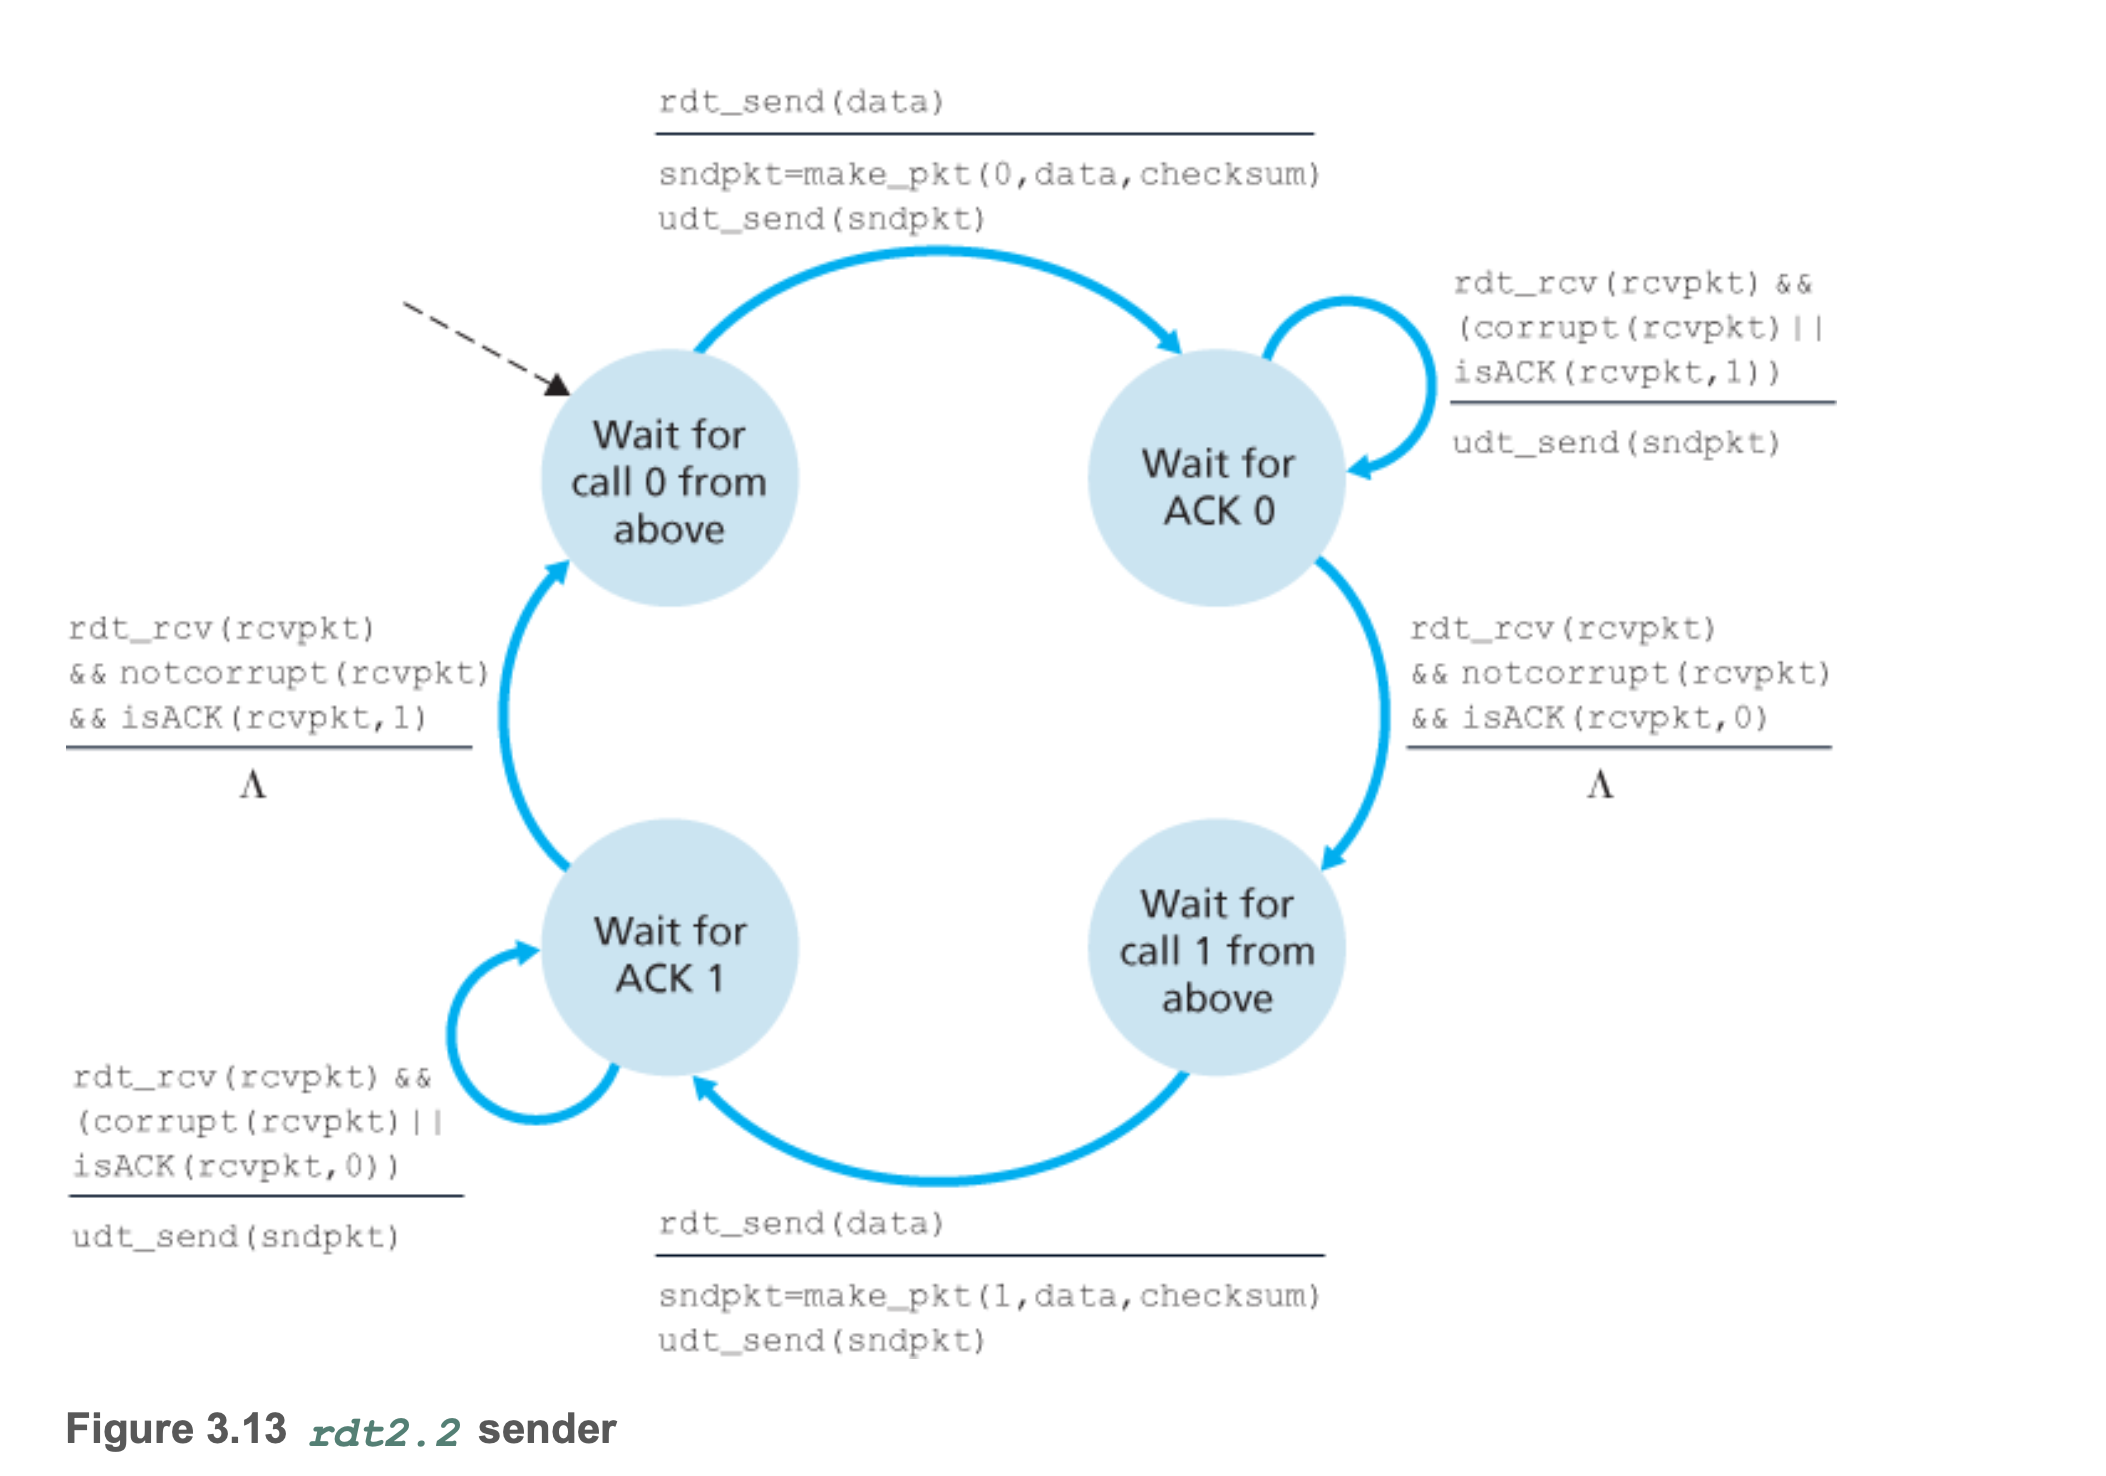 rdt_send(data)
sndpkt=make_pkt(0,data,checksum)
udt_send(sndpkt)
rdt_rcv(rcvpkt) &&
(corrupt(rcvpkt)||
isACK(rcvpkt,1))
udt_send(sndpkt)
Wait for
call 0 from
above
Wait for
ACK 0
rdt_rcv(rcvpkt)
&& notcorrupt(rcvpkt)
&& isACK(rcvpkt,1)
Λ
rdt_rcv(rcvpkt)
&& notcorrupt(rcvpkt)
&& isACK(rcvpkt,0)
Λ
Wait for
ACK 1
Wait for
call 1 from
above
rdt_rcv(rcvpkt) &&
(corrupt(rcvpkt)||
isACK(rcvpkt,0))
udt_send(sndpkt)
rdt_send(data)
sndpkt=make_pkt(1,data,checksum)
udt_send(sndpkt)
Figure 3.13 rdt2.2 sender